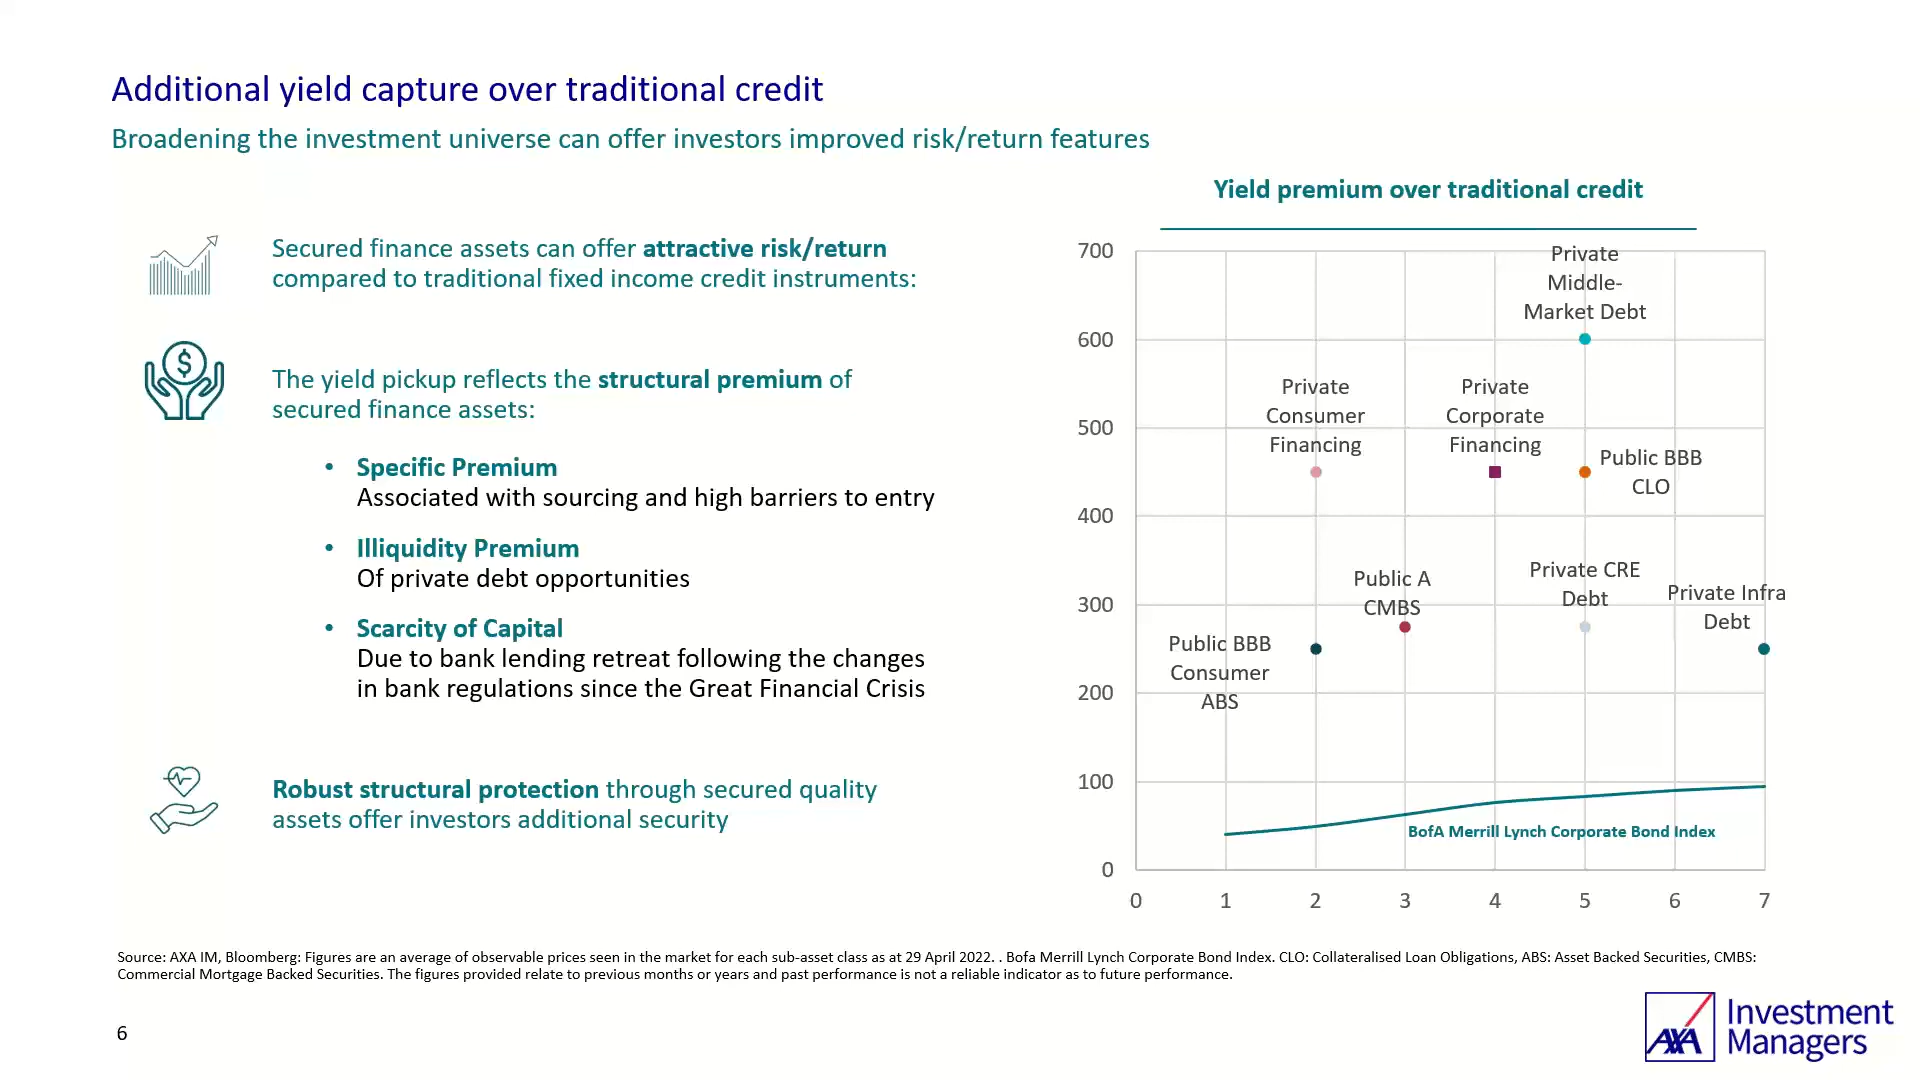 Additional yield capture over traditional credit
Broadening the investment universe can offer investors improved risk/return features
Secured finance assets can offer attractive risk/return
compared to traditional fixed income credit instruments:
$
The yield pickup reflects the structural premium of
secured finance assets:
• Specific Premium
Associated with sourcing and high barriers to entry
• Illiquidity Premium
Of private debt opportunities
• Scarcity of Capital
Due to bank lending retreat following the changes
in bank regulations since the Great Financial Crisis
Robust structural protection through secured quality
assets offer investors additional security
Yield premium over traditional credit
700
600
500
400
300
200
100
0
Private
Middle-
Market Debt
Private
Consumer
Financing
Private
Corporate
Financing
Public BBB
CLO
Public A
CMBS
Private CRE
Debt
Private Infra
Debt
Public BBB
Consumer
ABS
BofA Merrill Lynch Corporate Bond Index
0 1 2 3 4 5 6 7
Source: AXA IM, Bloomberg: Figures are an average of observable prices seen in the market for each sub-asset class as at 29 April 2022. . Bofa Merrill Lynch Corporate Bond Index. CLO: Collateralised Loan Obligations, ABS: Asset Backed Securities, CMBS:
Commercial Mortgage Backed Securities. The figures provided relate to previous months or years and past performance is not a reliable indicator as to future performance.
6
AXA
Investment
Managers